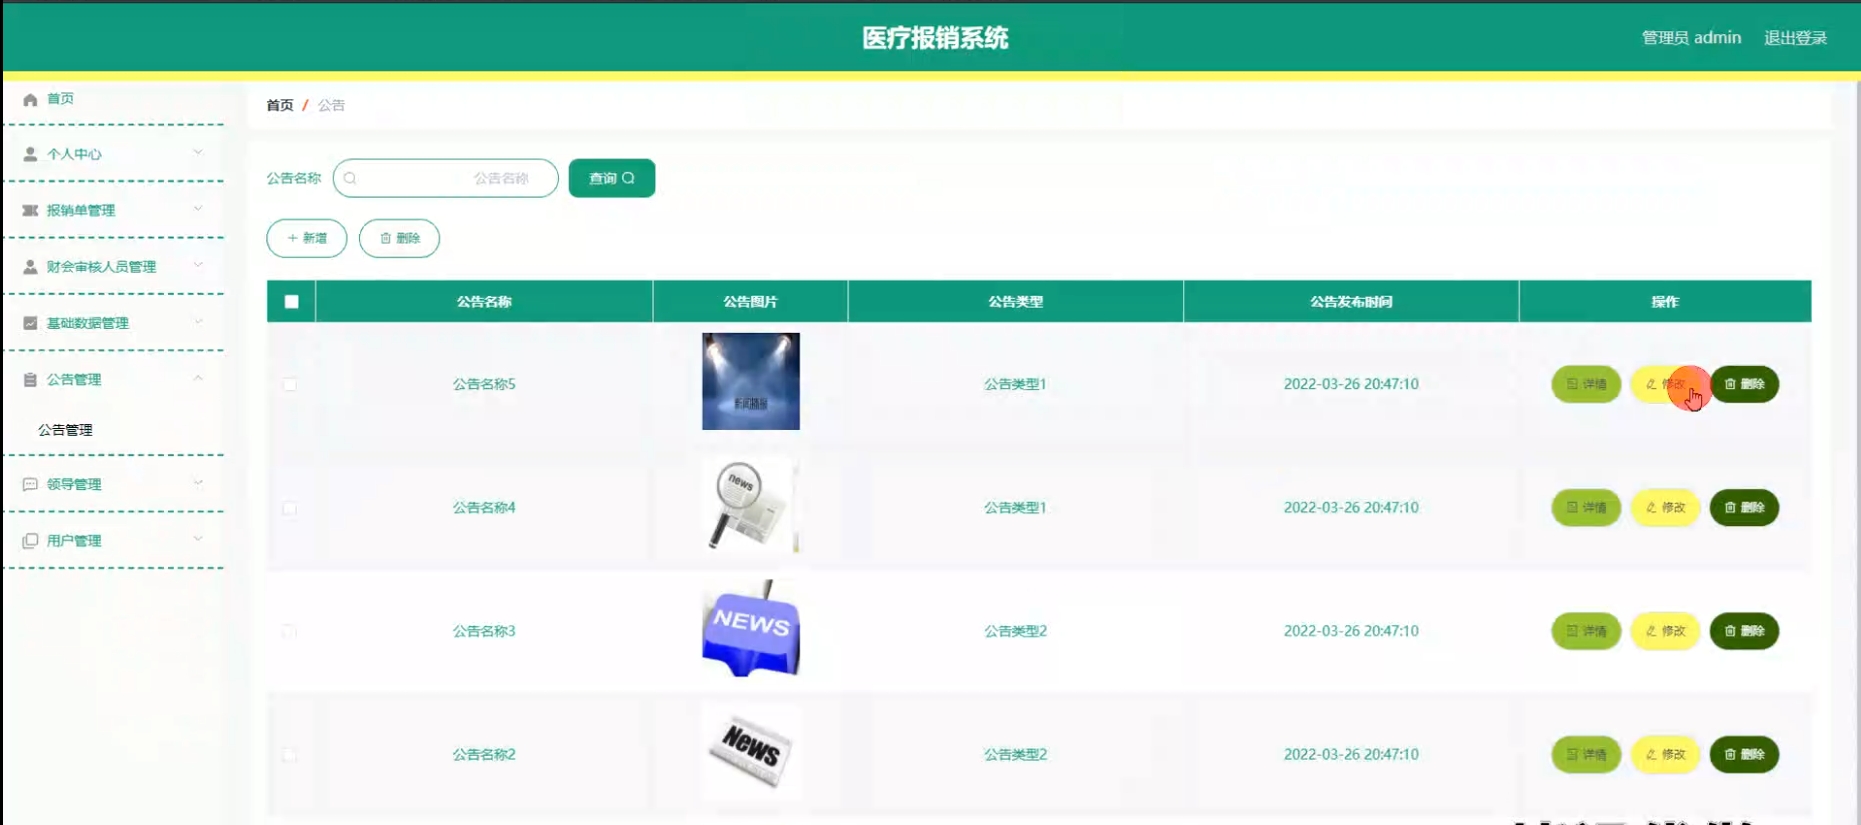 医疗报销系统
管理员 admin 退出登录
首页
个人中心
报销单管理
财会审核人员管理
基础数据管理
公告管理
公告管理
领导管理
用户管理
首页 / 公告
公告名称 公告名称 查询
+ 新增 删除
公告名称 公告图片 公告类型 公告发布时间 操作
公告名称5 新闻播报 公告类型1 2022-03-26 20:47:10 详情 修改 删除
公告名称4 news 公告类型1 2022-03-26 20:47:10 详情 修改 删除
公告名称3 NEWS 公告类型2 2022-03-26 20:47:10 详情 修改 删除
公告名称2 News 公告类型2 2022-03-26 20:47:10 详情 修改 删除